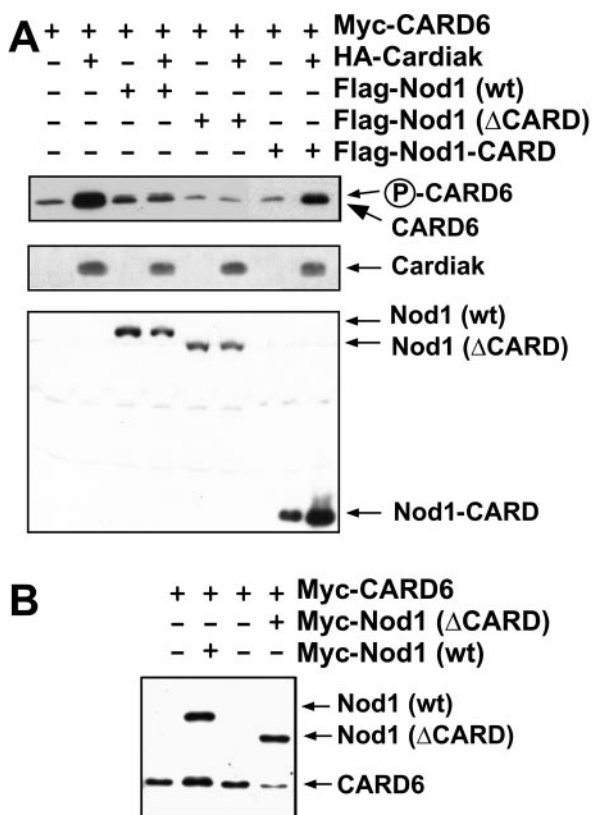 A
+ + + + + + + + Myc-CARD6
– + – + – + – + HA-Cardiak
– – + + – – – – Flag-Nod1 (wt)
– – – – + + – – Flag-Nod1 (ΔCARD)
– – – – – – + + Flag-Nod1-CARD
Ⓟ-CARD6
CARD6
Cardiak
Nod1 (wt)
Nod1 (ΔCARD)
Nod1-CARD
B
+ + + + Myc-CARD6
– – – + Myc-Nod1 (ΔCARD)
– + – – Myc-Nod1 (wt)
Nod1 (wt)
Nod1 (ΔCARD)
CARD6